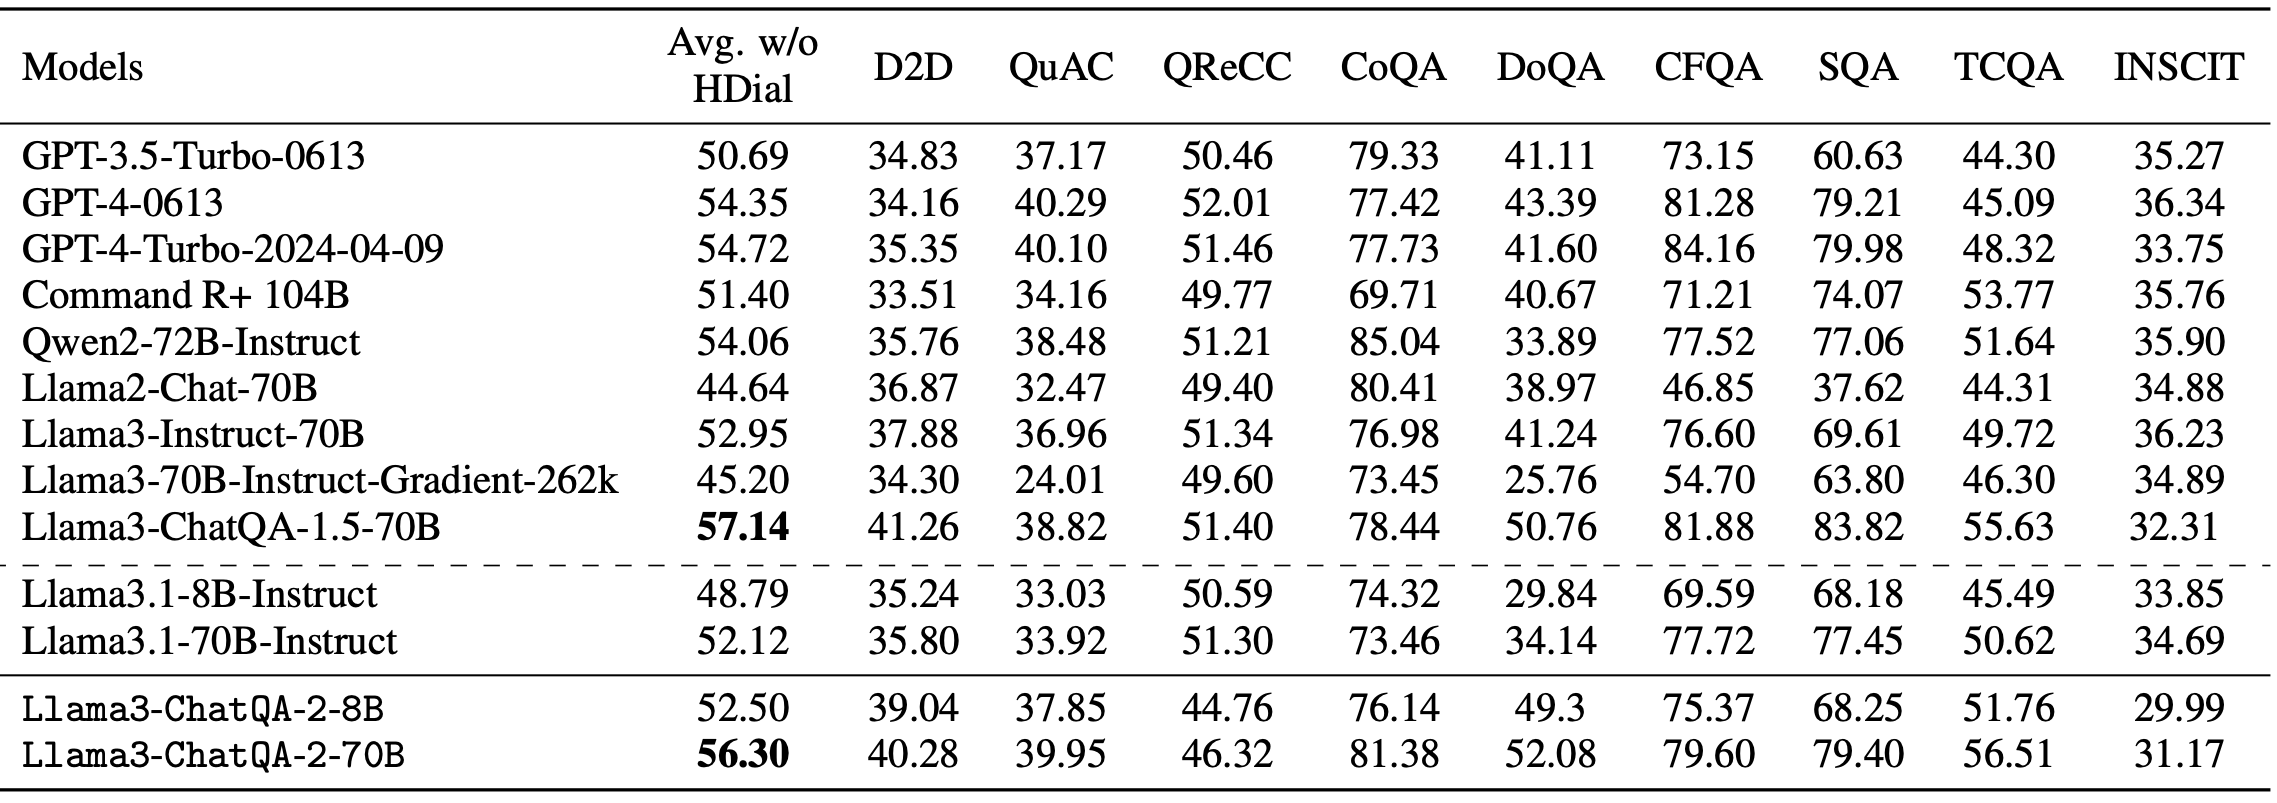 Models Avg. w/o HDial D2D QuAC QReCC CoQA DoQA CFQA SQA TCQA INSCIT
GPT-3.5-Turbo-0613 50.69 34.83 37.17 50.46 79.33 41.11 73.15 60.63 44.30 35.27
GPT-4-0613 54.35 34.16 40.29 52.01 77.42 43.39 81.28 79.21 45.09 36.34
GPT-4-Turbo-2024-04-09 54.72 35.35 40.10 51.46 77.73 41.60 84.16 79.98 48.32 33.75
Command R+ 104B 51.40 33.51 34.16 49.77 69.71 40.67 71.21 74.07 53.77 35.76
Qwen2-72B-Instruct 54.06 35.76 38.48 51.21 85.04 33.89 77.52 77.06 51.64 35.90
Llama2-Chat-70B 44.64 36.87 32.47 49.40 80.41 38.97 46.85 37.62 44.31 34.88
Llama3-Instruct-70B 52.95 37.88 36.96 51.34 76.98 41.24 76.60 69.61 49.72 36.23
Llama3-70B-Instruct-Gradient-262k 45.20 34.30 24.01 49.60 73.45 25.76 54.70 63.80 46.30 34.89
Llama3-ChatQA-1.5-70B 57.14 41.26 38.82 51.40 78.44 50.76 81.88 83.82 55.63 32.31
Llama3.1-8B-Instruct 48.79 35.24 33.03 50.59 74.32 29.84 69.59 68.18 45.49 33.85
Llama3.1-70B-Instruct 52.12 35.80 33.92 51.30 73.46 34.14 77.72 77.45 50.62 34.69
Llama3-ChatQA-2-8B 52.50 39.04 37.85 44.76 76.14 49.3 75.37 68.25 51.76 29.99
Llama3-ChatQA-2-70B 56.30 40.28 39.95 46.32 81.38 52.08 79.60 79.40 56.51 31.17